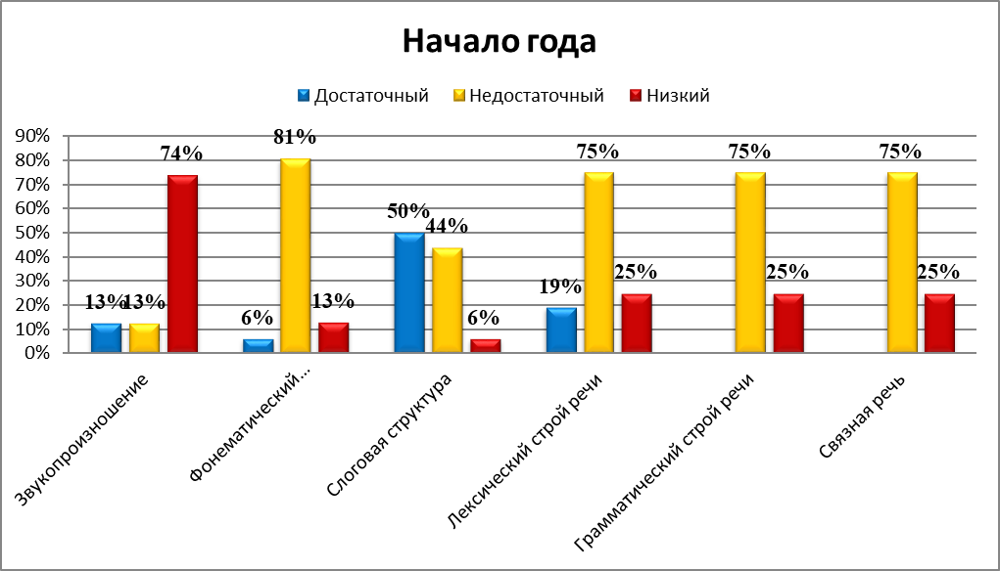 Начало года
Достаточный Недостаточный Низкий
90%
80%
70%
60%
50%
40%
30%
20%
10%
0%
13% 13% 74%
6% 81% 13%
50% 44% 6%
19% 75% 25%
75% 25%
75% 25%
Звукопроизношение
Фонематический...
Слоговая структура
Лексический строй речи
Грамматический строй речи
Связная речь